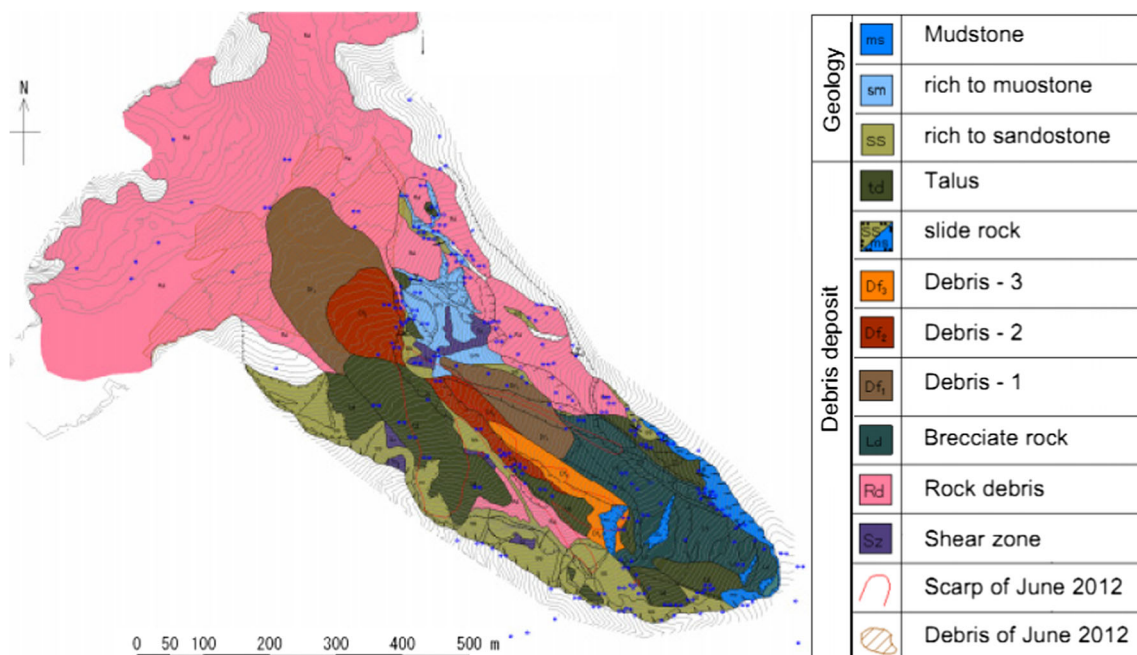 N
0 50 100 200 300 400 500 m
Geology
ms Mudstone
sm rich to muostone
ss rich to sandostone
Debris deposit
td Talus
SS ms slide rock
Df3 Debris - 3
Df2 Debris - 2
Df1 Debris - 1
Ld Brecciate rock
Rd Rock debris
Sz Shear zone
Scarp of June 2012
Debris of June 2012